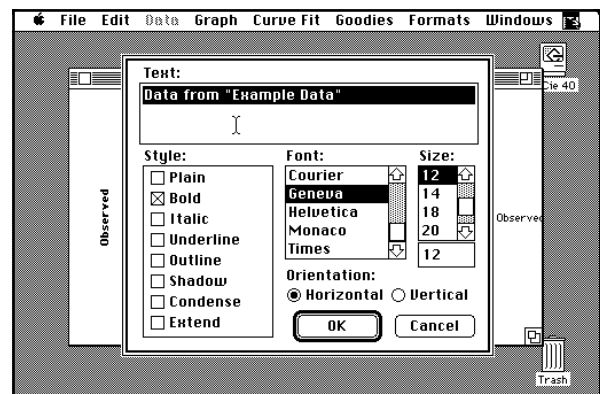 File Edit Data Graph Curve Fit Goodies Formats Windows
Cie 40
Text:
Data from "Example Data"
Style:
Plain
Bold
Italic
Underline
Outline
Shadow
Condense
Extend
Font:
Courier
Geneva
Helvetica
Monaco
Times
Size:
12
14
18
20
12
Orientation:
Horizontal Vertical
OK Cancel
Observed
Observed
Trash